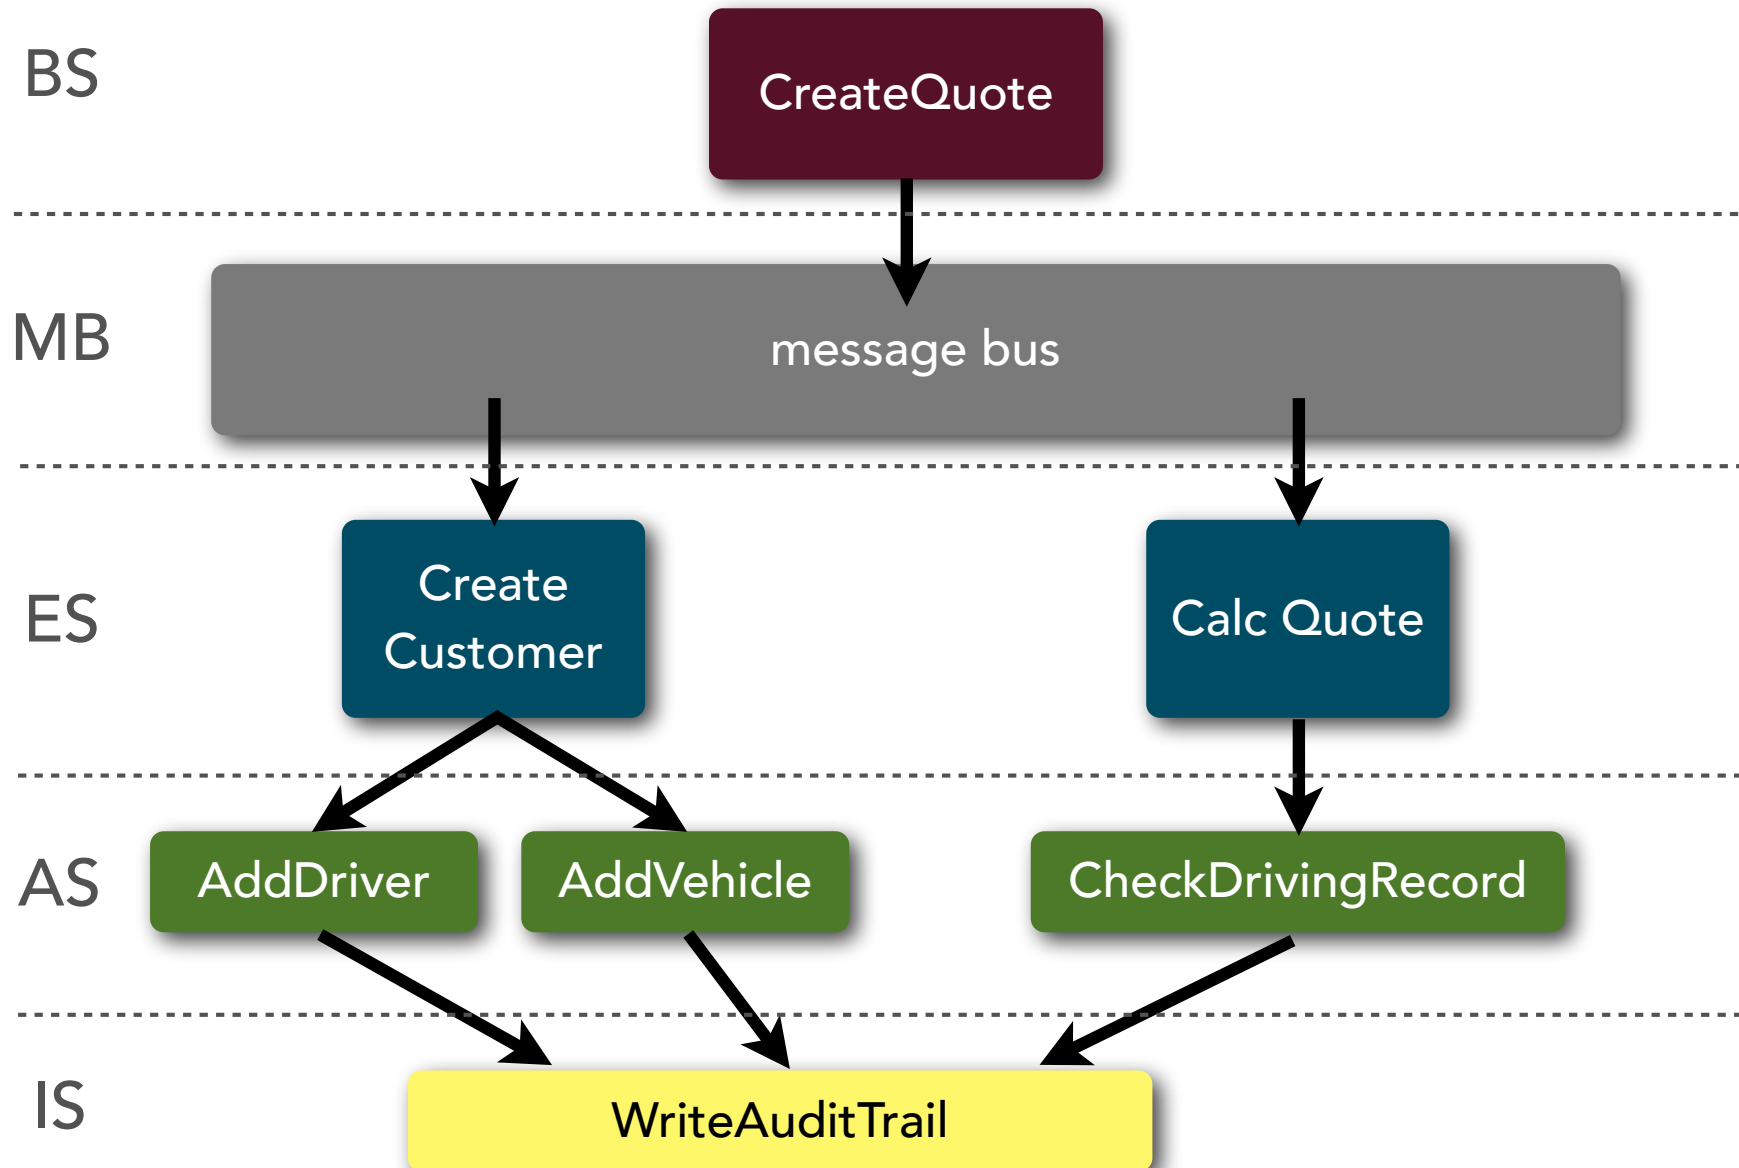 BS
CreateQuote
MB
message bus
ES
Create
Customer
Calc Quote
AS
AddDriver
AddVehicle
CheckDrivingRecord
IS
WriteAuditTrail